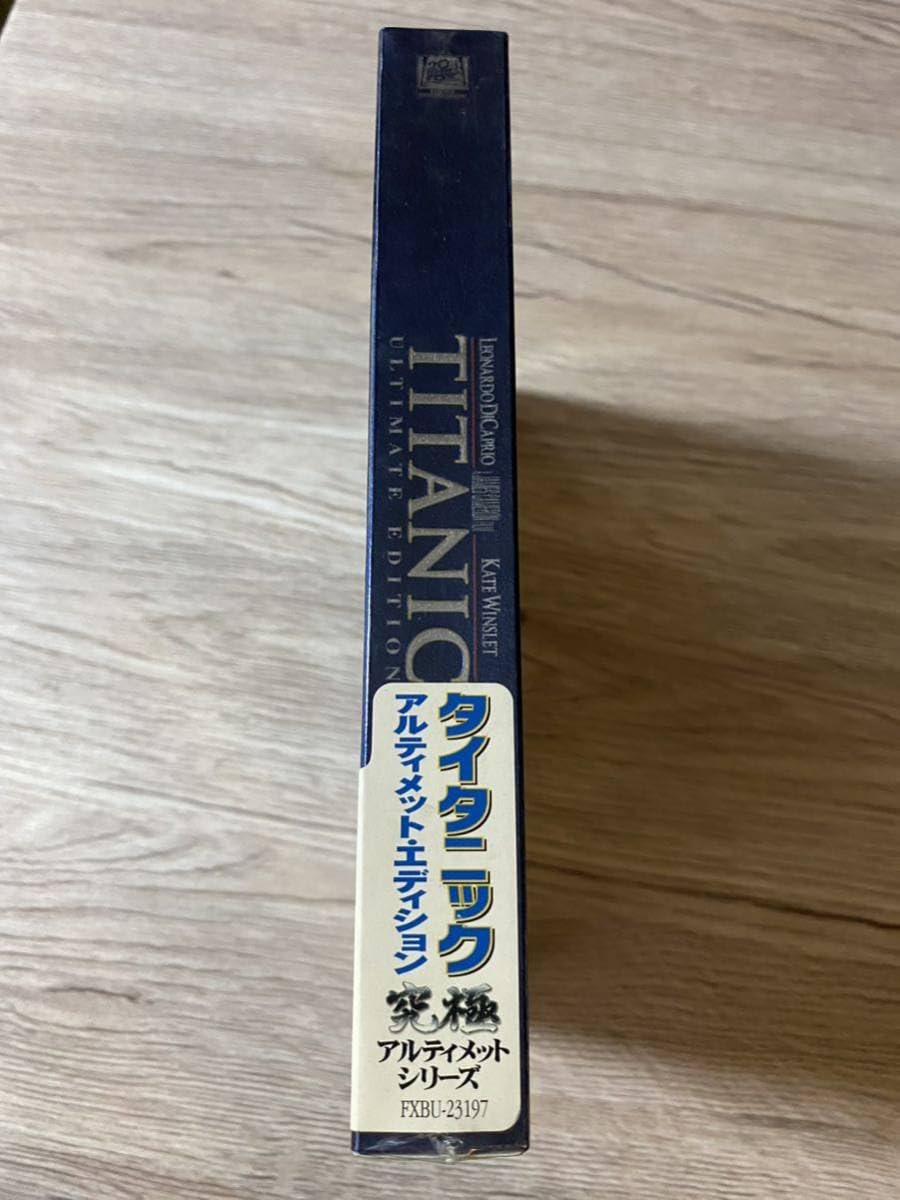 LEONARDO DICAPRIO
KATE WINSLET
TITANIC
ULTIMATE EDITION
タイタニック
アルティメット・エディション
究極
アルティメット
シリーズ
FXBU-23197